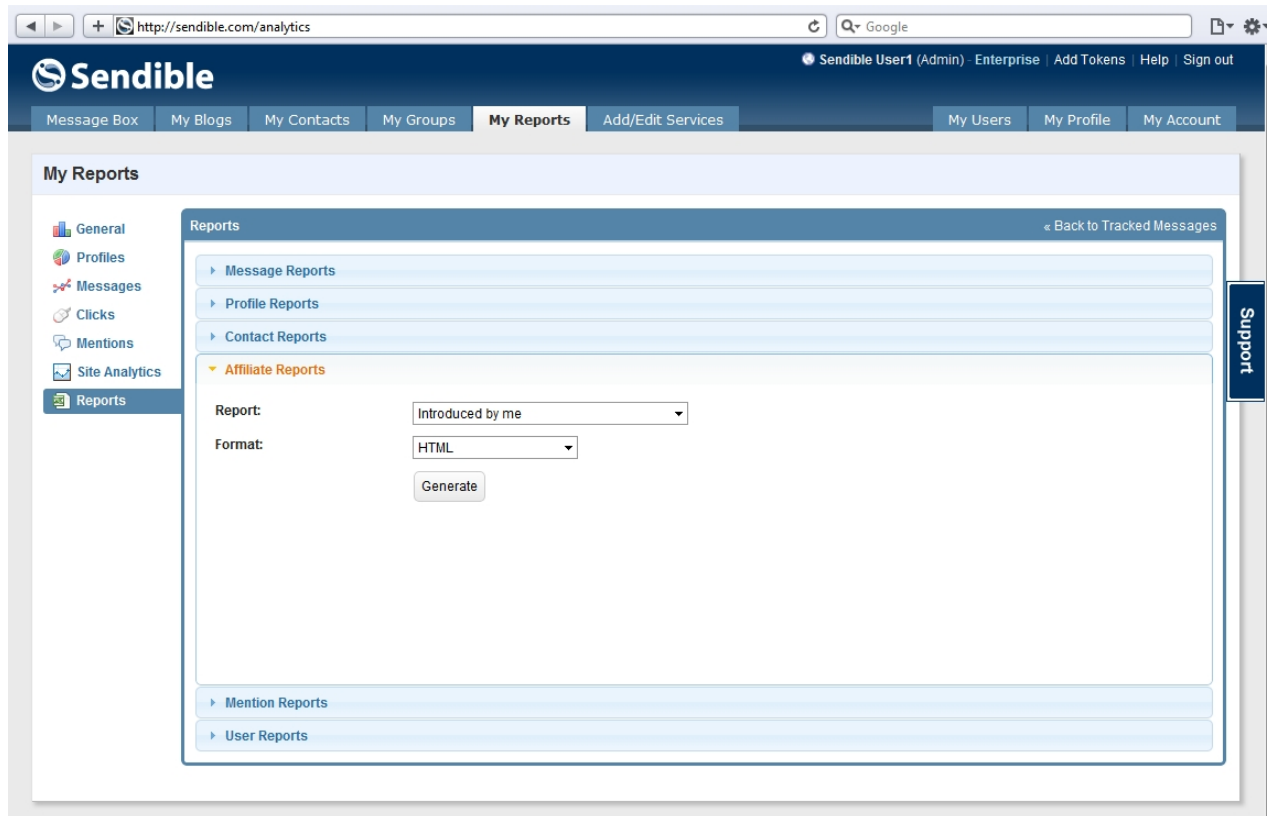 http://sendible.com/analytics
Google
Sendible User1 (Admin) - Enterprise | Add Tokens | Help | Sign out
Sendible
Message Box My Blogs My Contacts My Groups My Reports Add/Edit Services My Users My Profile My Account
My Reports
General
Profiles
Messages
Clicks
Mentions
Site Analytics
Reports
Reports « Back to Tracked Messages
Message Reports
Profile Reports
Contact Reports
Affiliate Reports
Report: Introduced by me
Format: HTML
Generate
Mention Reports
User Reports
Support